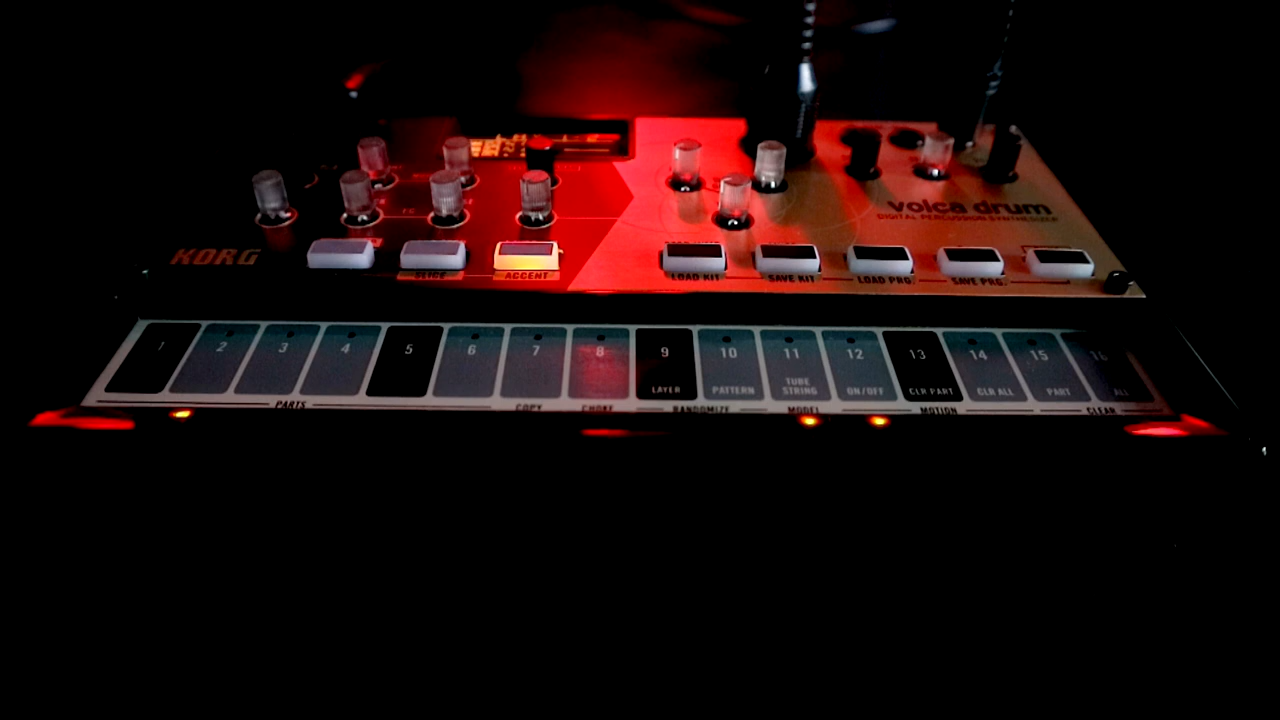 volca drum
DIGITAL PERCUSSION SYNTHESIZER
KORG
SLICE
ACCENT
LOAD KIT
SAVE KIT
LOAD PRG.
SAVE PRG.
1 2 3 4 5 6 7 8 9 10 11 12 13 14 15 16
LAYER PATTERN TUBE STRING ON/OFF CLR PART CLR ALL PART ALL
PARTS COPY CHOKE RANDOMIZE MODEL MOTION CLEAR